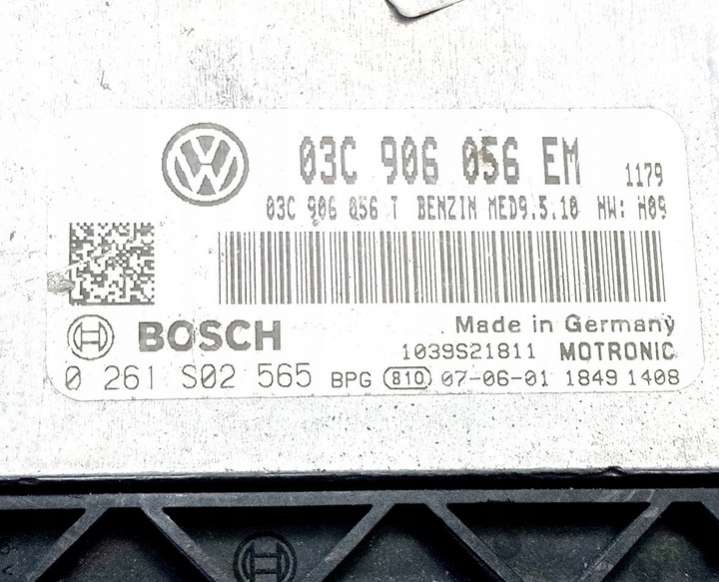 03C 906 056 EM 1179
03C 906 056 T BENZIN MED9.5.10 HW: H09
BOSCH
Made in Germany
1039S21811 MOTRONIC
0 261 S02 565 BPG 810 07-06-01 1849 1408